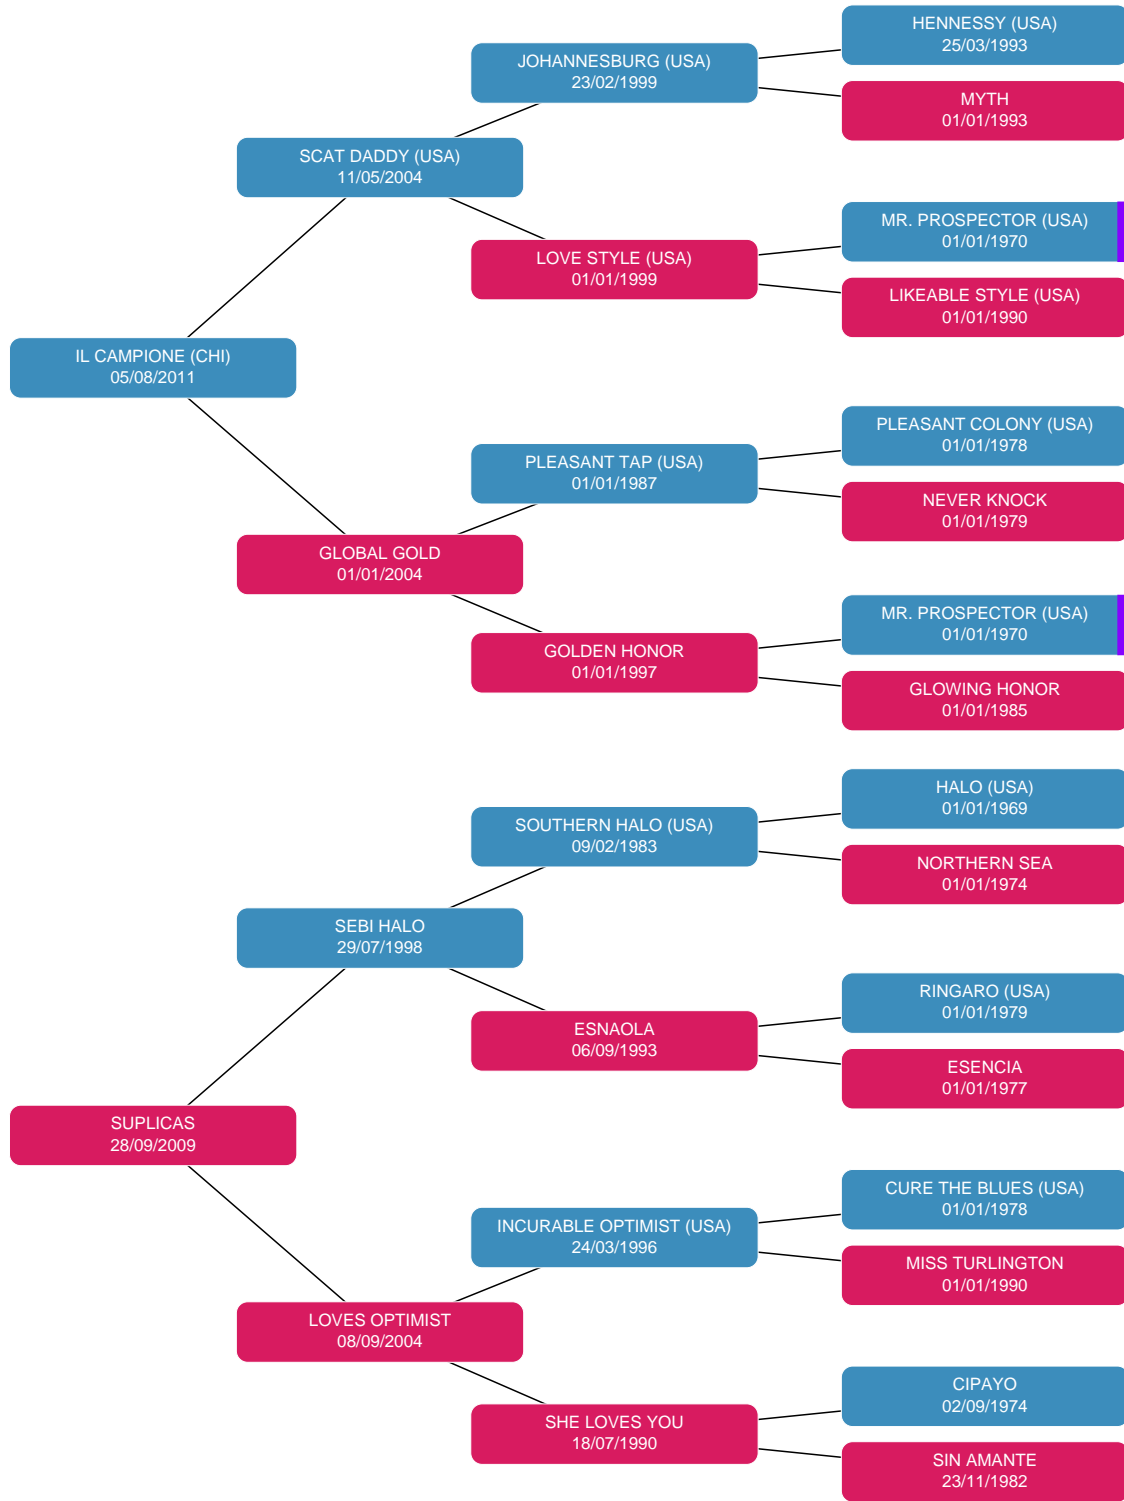 HENNESSY (USA)
25/03/1993
JOHANNESBURG (USA)
23/02/1999
MYTH
01/01/1993
SCAT DADDY (USA)
11/05/2004
MR. PROSPECTOR (USA)
01/01/1970
LOVE STYLE (USA)
01/01/1999
LIKEABLE STYLE (USA)
01/01/1990
IL CAMPIONE (CHI)
05/08/2011
PLEASANT COLONY (USA)
01/01/1978
PLEASANT TAP (USA)
01/01/1987
NEVER KNOCK
01/01/1979
GLOBAL GOLD
01/01/2004
MR. PROSPECTOR (USA)
01/01/1970
GOLDEN HONOR
01/01/1997
GLOWING HONOR
01/01/1985
HALO (USA)
01/01/1969
SOUTHERN HALO (USA)
09/02/1983
NORTHERN SEA
01/01/1974
SEBI HALO
29/07/1998
RINGARO (USA)
01/01/1979
ESNAOLA
06/09/1993
ESENCIA
01/01/1977
SUPLICAS
28/09/2009
CURE THE BLUES (USA)
01/01/1978
INCURABLE OPTIMIST (USA)
24/03/1996
MISS TURLINGTON
01/01/1990
LOVES OPTIMIST
08/09/2004
CIPAYO
02/09/1974
SHE LOVES YOU
18/07/1990
SIN AMANTE
23/11/1982